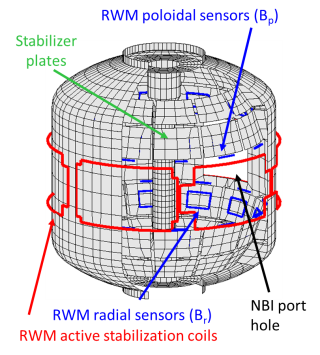 RWM poloidal sensors (Bp)
Stabilizer
plates
NBI port
hole
RWM radial sensors (Br)
RWM active stabilization coils